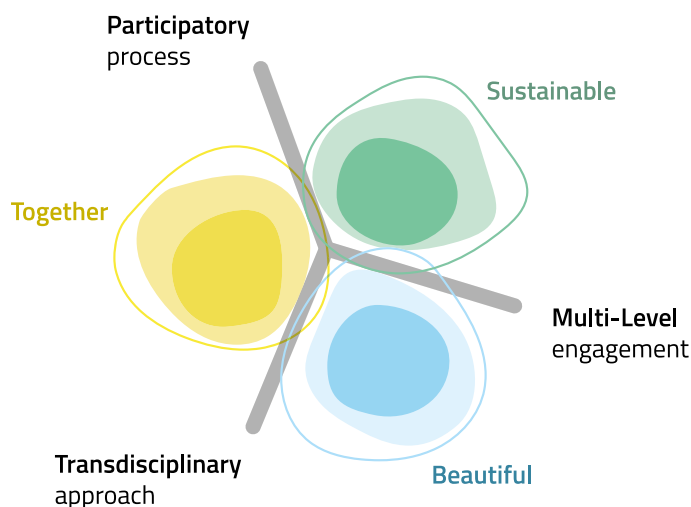 Participatory
process
Sustainable
Together
Multi-Level
engagement
Transdisciplinary
approach
Beautiful